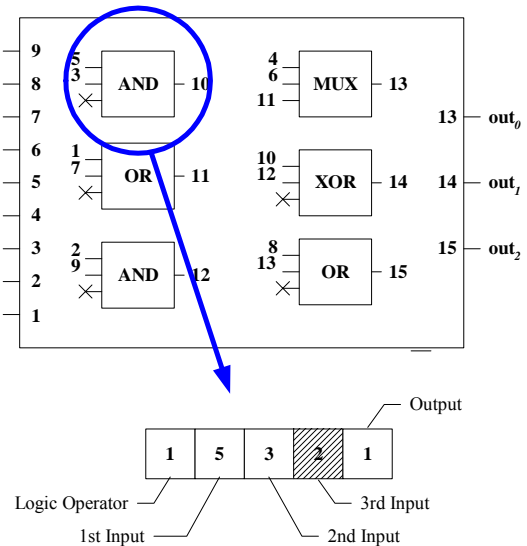 9
8
7
6
5
4
3
2
1
5
3
AND
10
1
7
OR
11
2
9
AND
12
4
6
11
MUX
13
10
12
XOR
14
8
13
OR
15
13 out0
14 out1
15 out2
Output
1 5 3 2 1
Logic Operator
3rd Input
1st Input
2nd Input